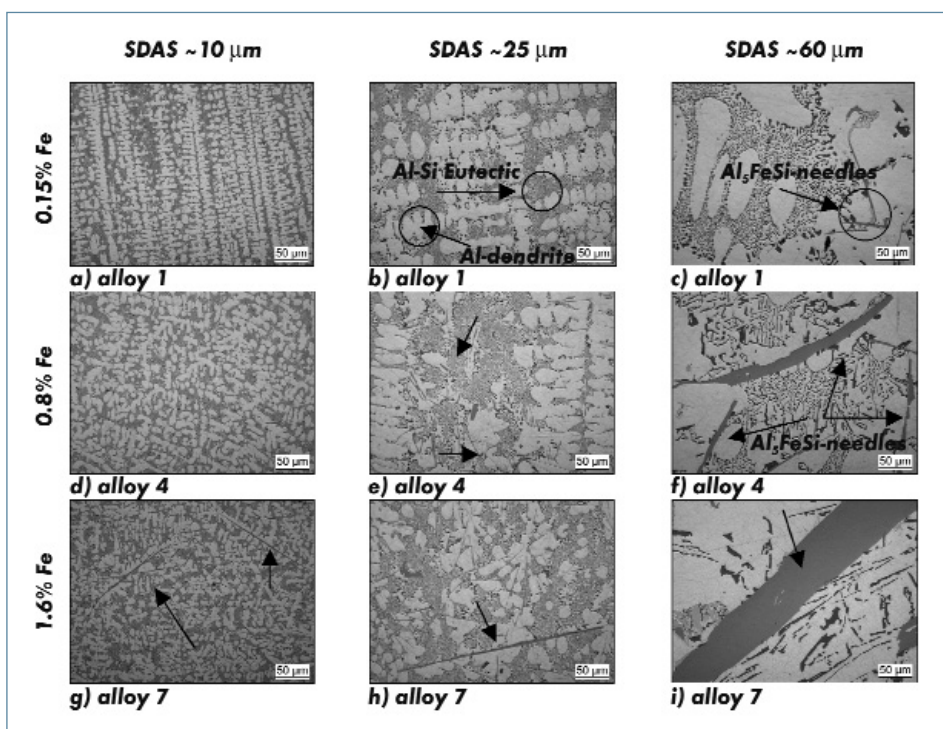 SDAS ~10 μm
SDAS ~25 μm
SDAS ~60 μm
0.15% Fe
Al-Si Eutectic
Al-dendrite
Al₅FeSi-needles
50 µm
50 µm
50 µm
a) alloy 1
b) alloy 1
c) alloy 1
0.8% Fe
Al₅FeSi-needles
50 µm
50 µm
50 µm
d) alloy 4
e) alloy 4
f) alloy 4
1.6% Fe
50 µm
50 µm
50 µm
g) alloy 7
h) alloy 7
i) alloy 7